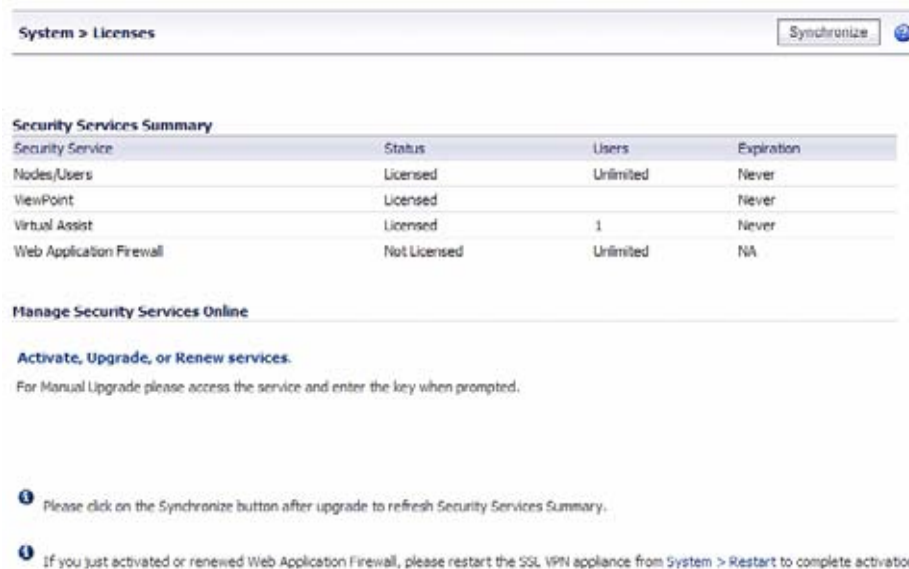 System > Licenses Synchronize ?
Security Services Summary
Security Service Status Users Expiration
Nodes/Users Licensed Unlimited Never
ViewPoint Licensed Never
Virtual Assist Licensed 1 Never
Web Application Firewall Not Licensed Unlimited NA
Manage Security Services Online
Activate, Upgrade, or Renew services.
For Manual Upgrade please access the service and enter the key when prompted.
Please click on the Synchronize button after upgrade to refresh Security Services Summary.
If you just activated or renewed Web Application Firewall, please restart the SSL VPN appliance from System > Restart to complete activatio